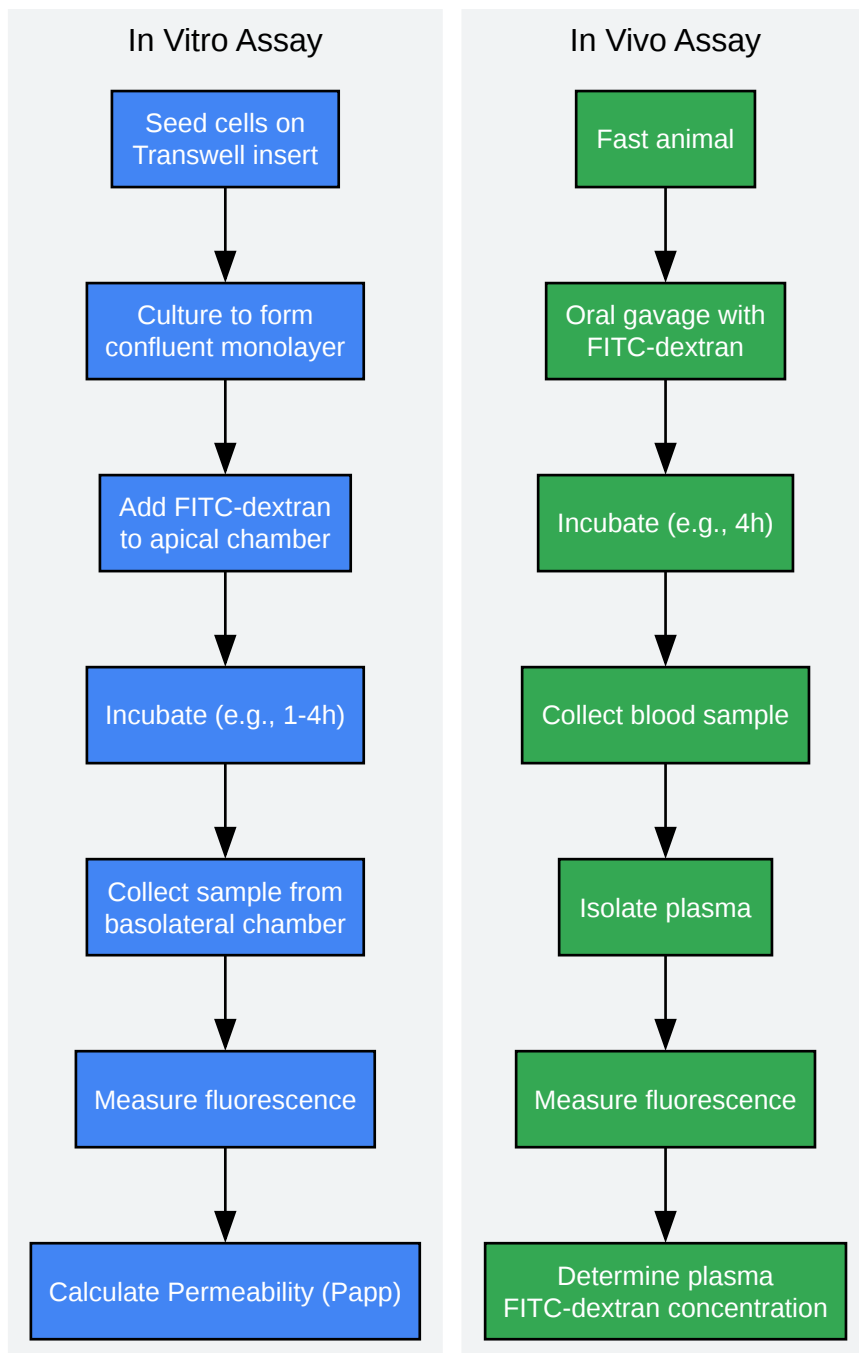 In Vitro Assay
Seed cells on
Transwell insert
Culture to form
confluent monolayer
Add FITC-dextran
to apical chamber
Incubate (e.g., 1-4h)
Collect sample from
basolateral chamber
Measure fluorescence
Calculate Permeability (Papp)
In Vivo Assay
Fast animal
Oral gavage with
FITC-dextran
Incubate (e.g., 4h)
Collect blood sample
Isolate plasma
Measure fluorescence
Determine plasma
FITC-dextran concentration